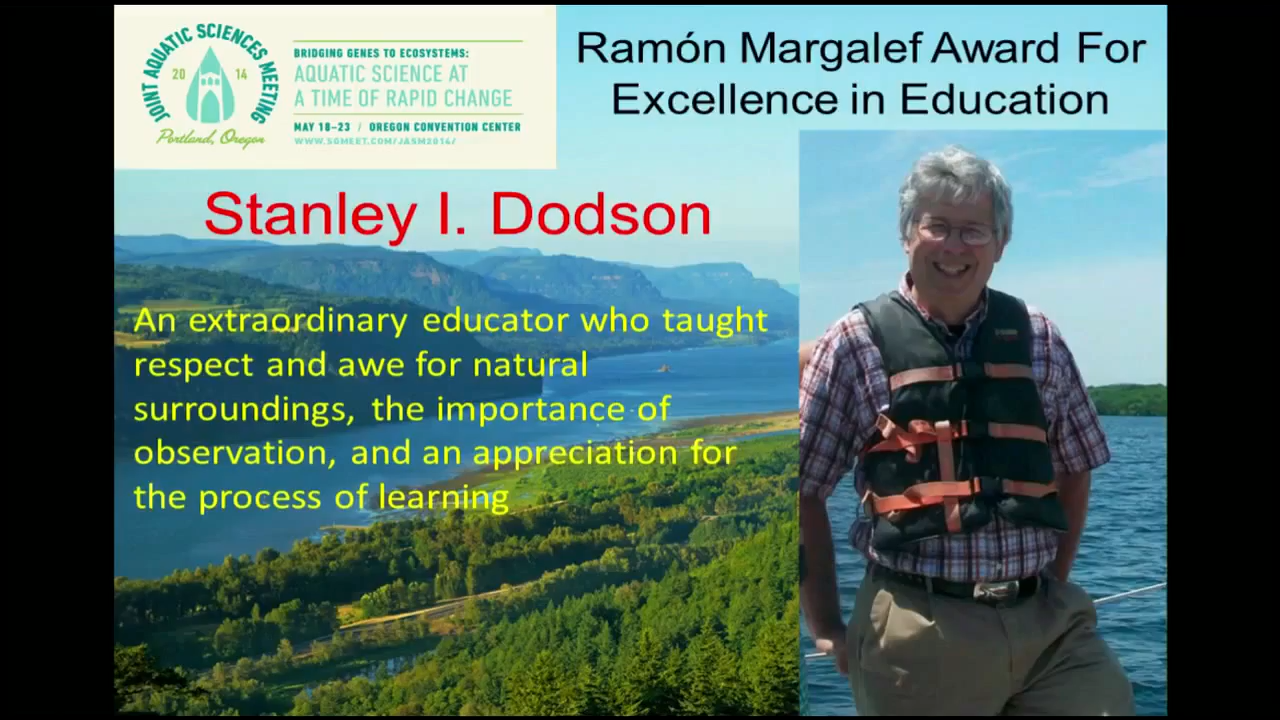 JOINT AQUATIC SCIENCES MEETING
20 14
Portland, Oregon
BRIDGING GENES TO ECOSYSTEMS:
AQUATIC SCIENCE AT
A TIME OF RAPID CHANGE
MAY 18–23 / OREGON CONVENTION CENTER
WWW.SGMEET.COM/JASM2014/
Ramón Margalef Award For
Excellence in Education
Stanley I. Dodson
An extraordinary educator who taught
respect and awe for natural
surroundings, the importance of
observation, and an appreciation for
the process of learning